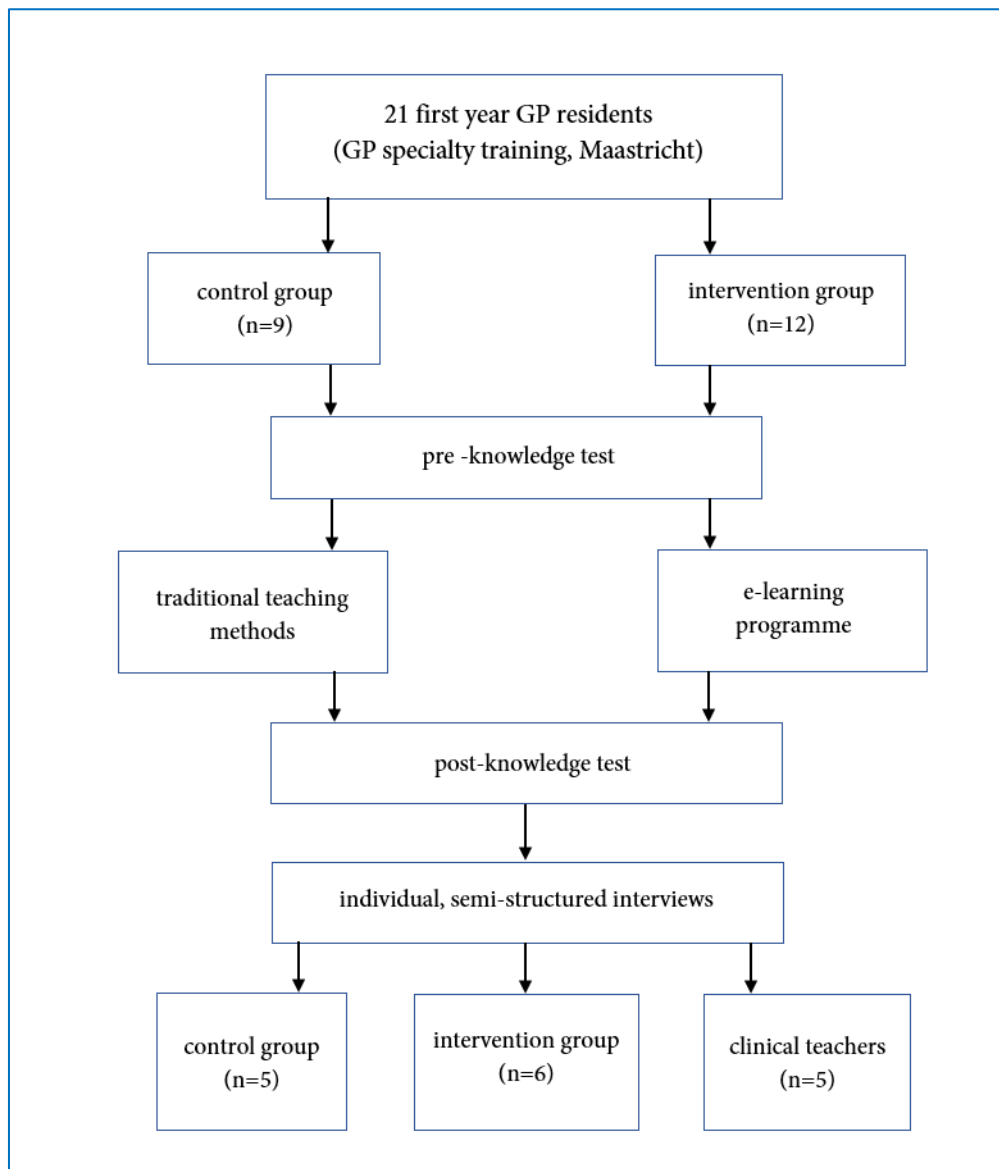 21 first year GP residents
(GP specialty training, Maastricht)
control group
(n=9)
intervention group
(n=12)
pre -knowledge test
traditional teaching
methods
e-learning
programme
post-knowledge test
individual, semi-structured interviews
control group
(n=5)
intervention group
(n=6)
clinical teachers
(n=5)